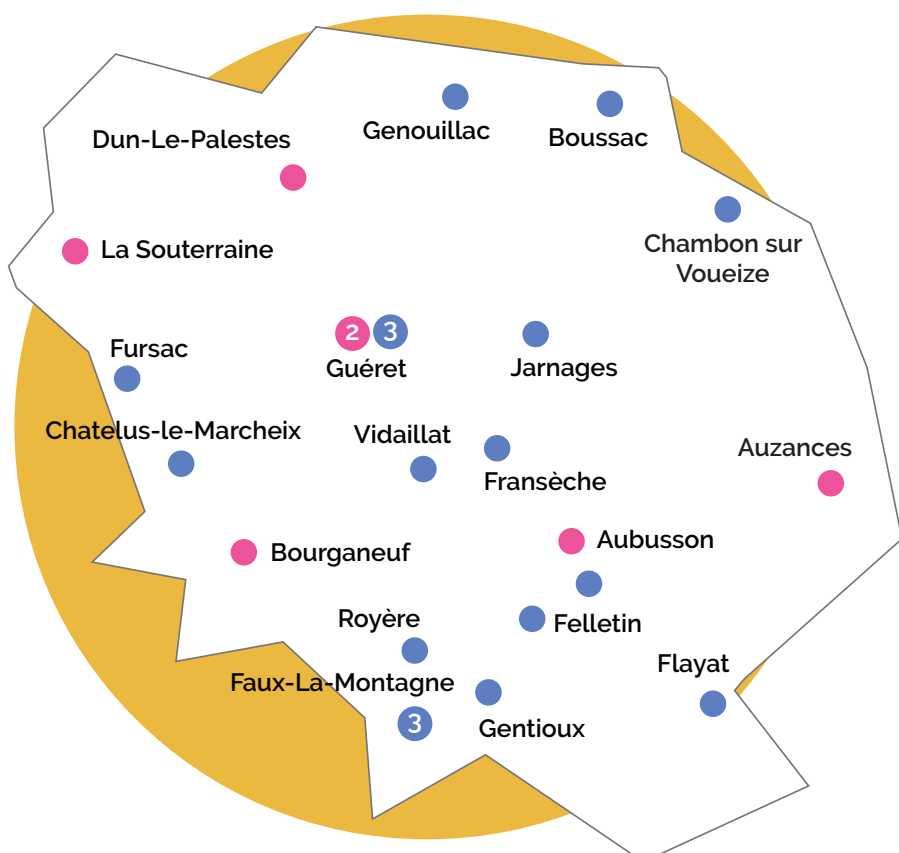 Genouillac
Boussac
Dun-Le-Palestes
La Souterraine
Chambon sur
Voueize
2
3
Guéret
Jarnages
Fursac
Chatelus-le-Marcheix
Vidaillat
Fransèche
Auzances
Bourganeuf
Aubusson
Royère
Felletin
Faux-La-Montagne
3
Gentioux
Flayat